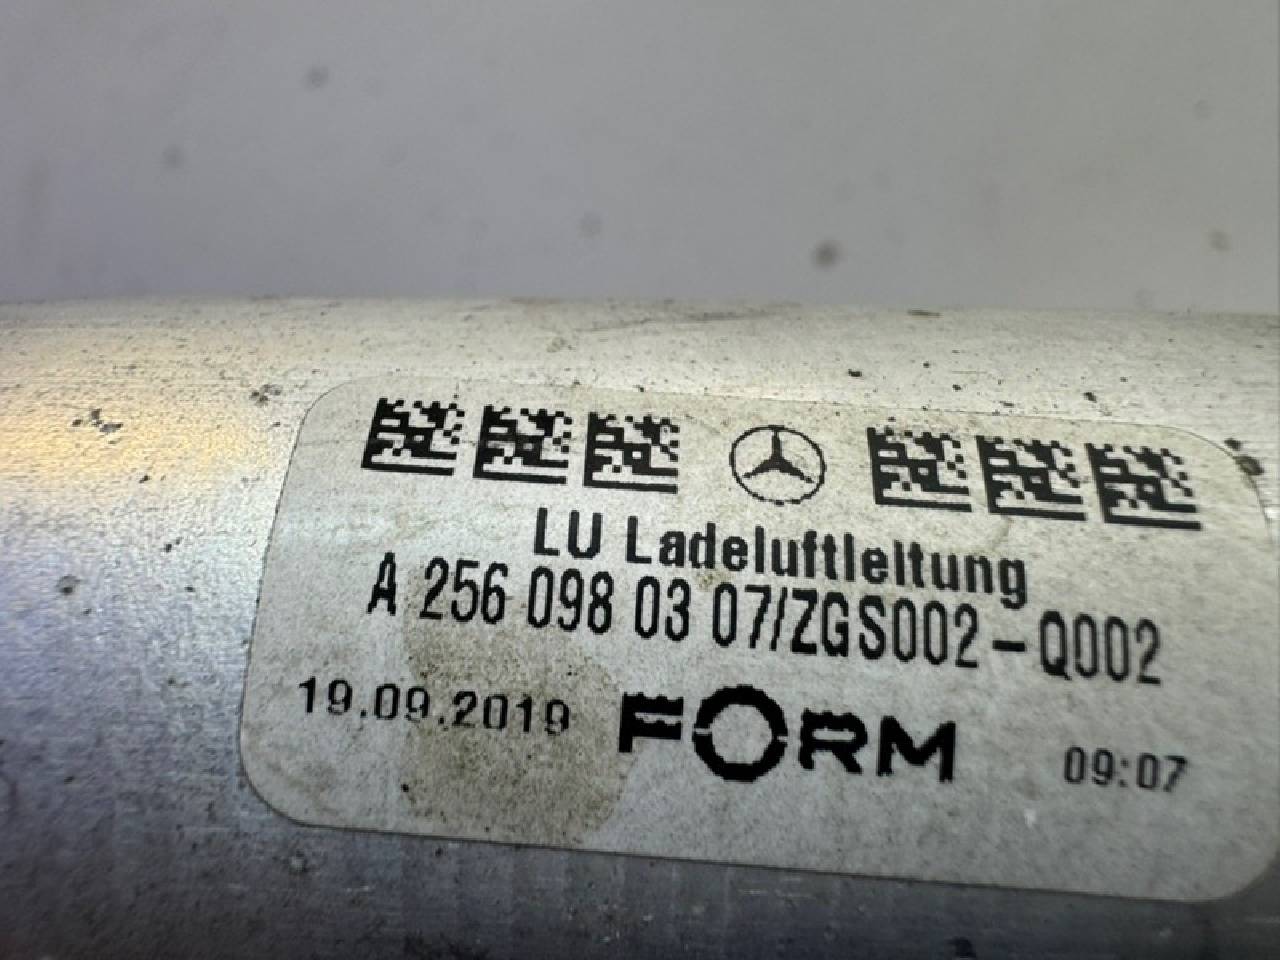 LU Ladeluftleitung
A 256 098 03 07/ZGS002-Q002
19.09.2019 FORM 09:07